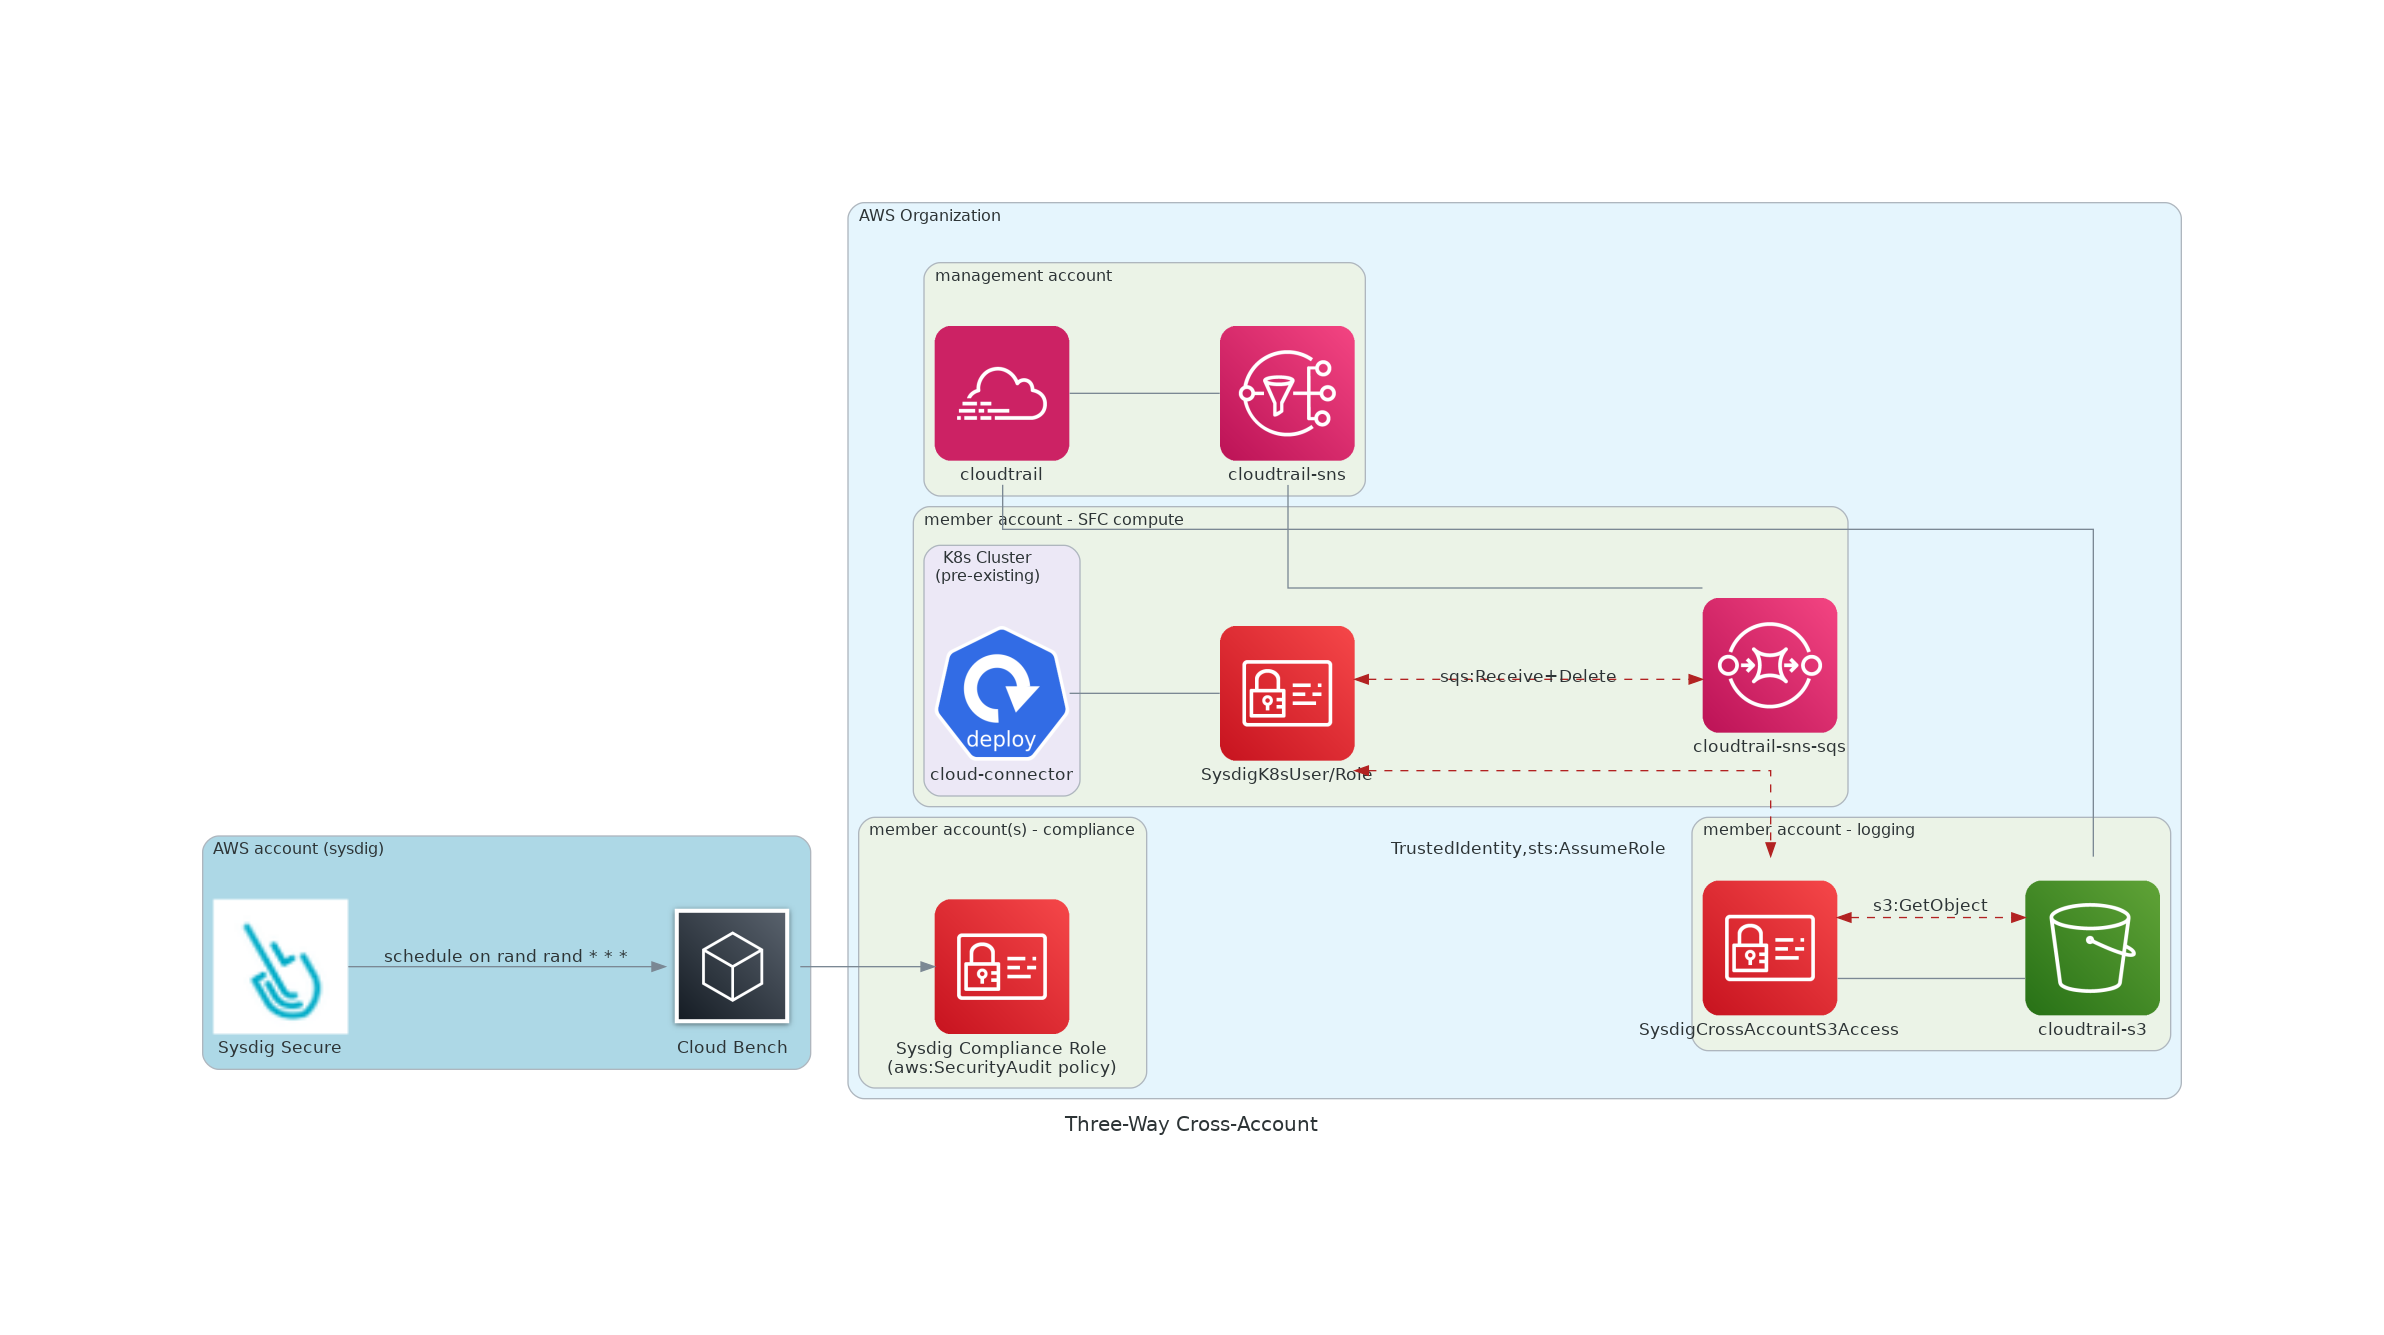 AWS Organization
management account
cloudtrail
cloudtrail-sns
member account - SFC compute
K8s Cluster
(pre-existing)
deploy
cloud-connector
SysdigK8sUser/Role
sqs:Receive+Delete
cloudtrail-sns-sqs
member account(s) - compliance
Sysdig Compliance Role
(aws:SecurityAudit policy)
TrustedIdentity,sts:AssumeRole
member account - logging
SysdigCrossAccountS3Access
s3:GetObject
cloudtrail-s3
AWS account (sysdig)
Sysdig Secure
schedule on rand rand * * *
Cloud Bench
Three-Way Cross-Account